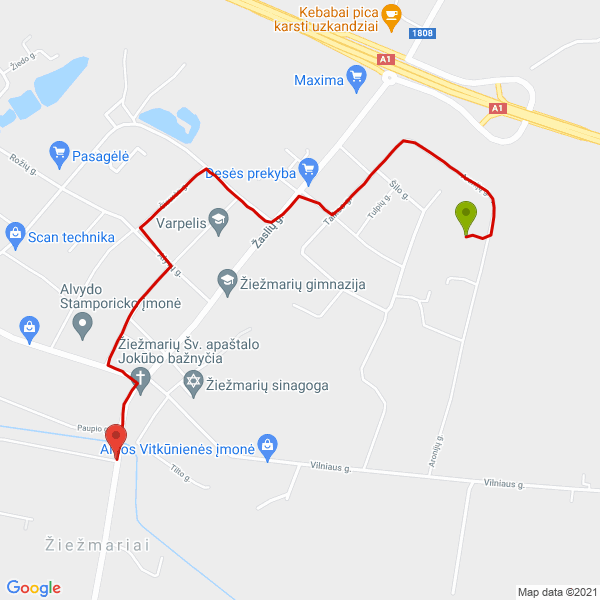 Kebabai pica
karsti uzkandziai
1808
A1
Žiedo g.
Maxima
A1
Rožių g.
Pasagėlė
Desės prekyba
Šilo g.
Tulpių g.
Varpelis
Žaslių g.
Scan technika
Žiežmarių gimnazija
Alvydo
Stamporicko įmonė
Žiežmarių Šv. apaštalo
Jokūbo bažnyčia
Žiežmarių sinagoga
Paupio g.
Vitkūnienės įmonė
Aronijų g.
Tilto g.
Vilniaus g.
Vilniaus g.
Žiežmariai
Google
Map data ©2021